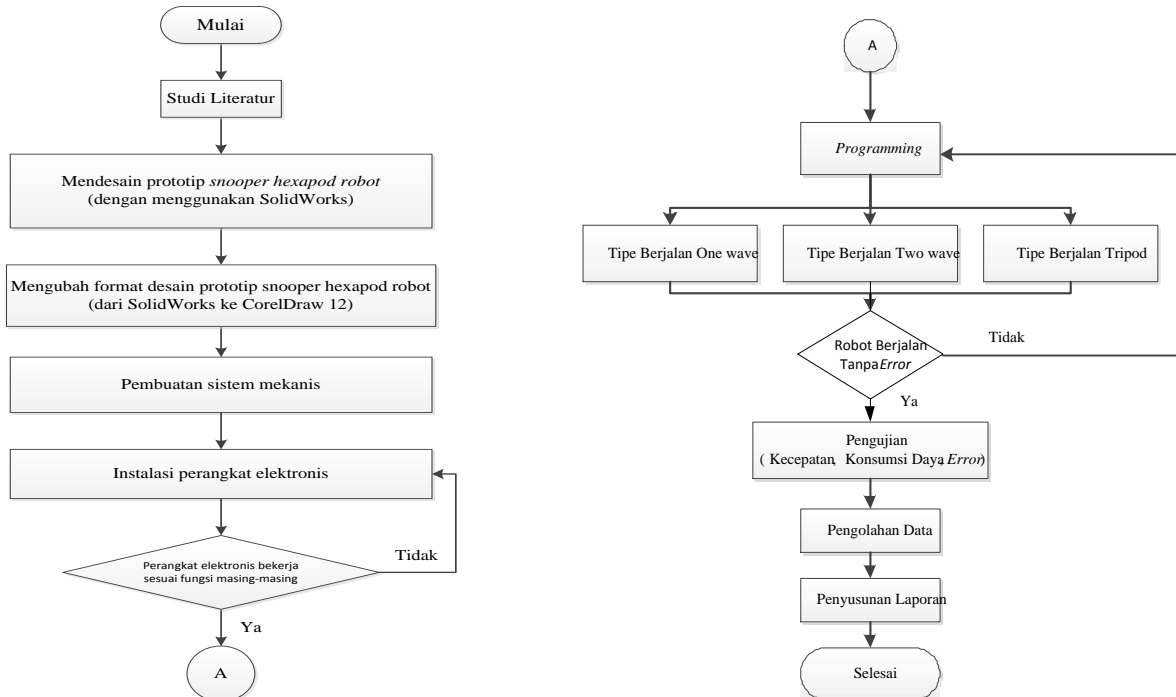 Mulai
Studi Literatur
Mendesain prototip snooper hexapod robot
(dengan menggunakan SolidWorks)
Mengubah format desain prototip snooper hexapod robot
(dari SolidWorks ke CorelDraw 12)
Pembuatan sistem mekanis
Instalasi perangkat elektronis
Perangkat elektronis bekerja
sesuai fungsi masing-masing
Tidak
Ya
A
A
Programming
Tipe Berjalan One wave
Tipe Berjalan Two wave
Tipe Berjalan Tripod
Robot Berjalan
Tanpa Error
Tidak
Ya
Pengujian
( Kecepatan, Konsumsi Daya, Error)
Pengolahan Data
Penyusunan Laporan
Selesai